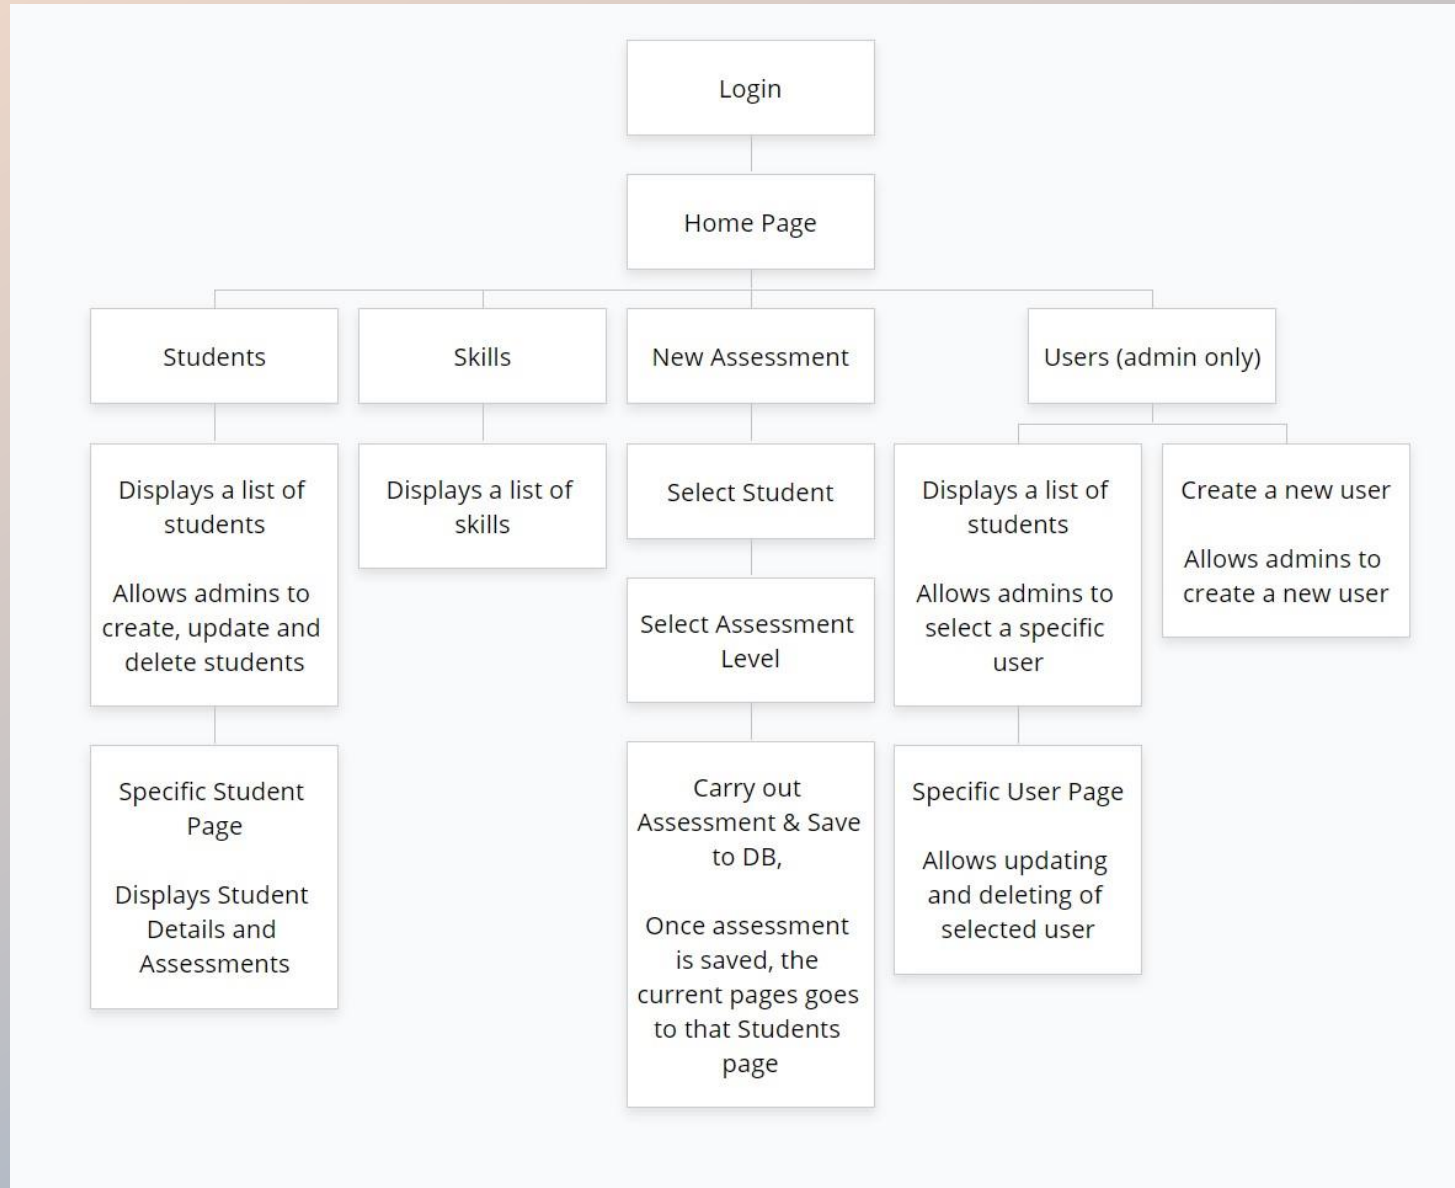 Login
Home Page
Students
Skills
New Assessment
Users (admin only)
Displays a list of
students
Allows admins to
create, update and
delete students
Displays a list of
skills
Select Student
Displays a list of
students
Allows admins to
select a specific
user
Create a new user
Allows admins to
create a new user
Select Assessment
Level
Specific Student
Page
Displays Student
Details and
Assessments
Carry out
Assessment & Save
to DB,
Once assessment
is saved, the
current pages goes
to that Students
page
Specific User Page
Allows updating
and deleting of
selected user